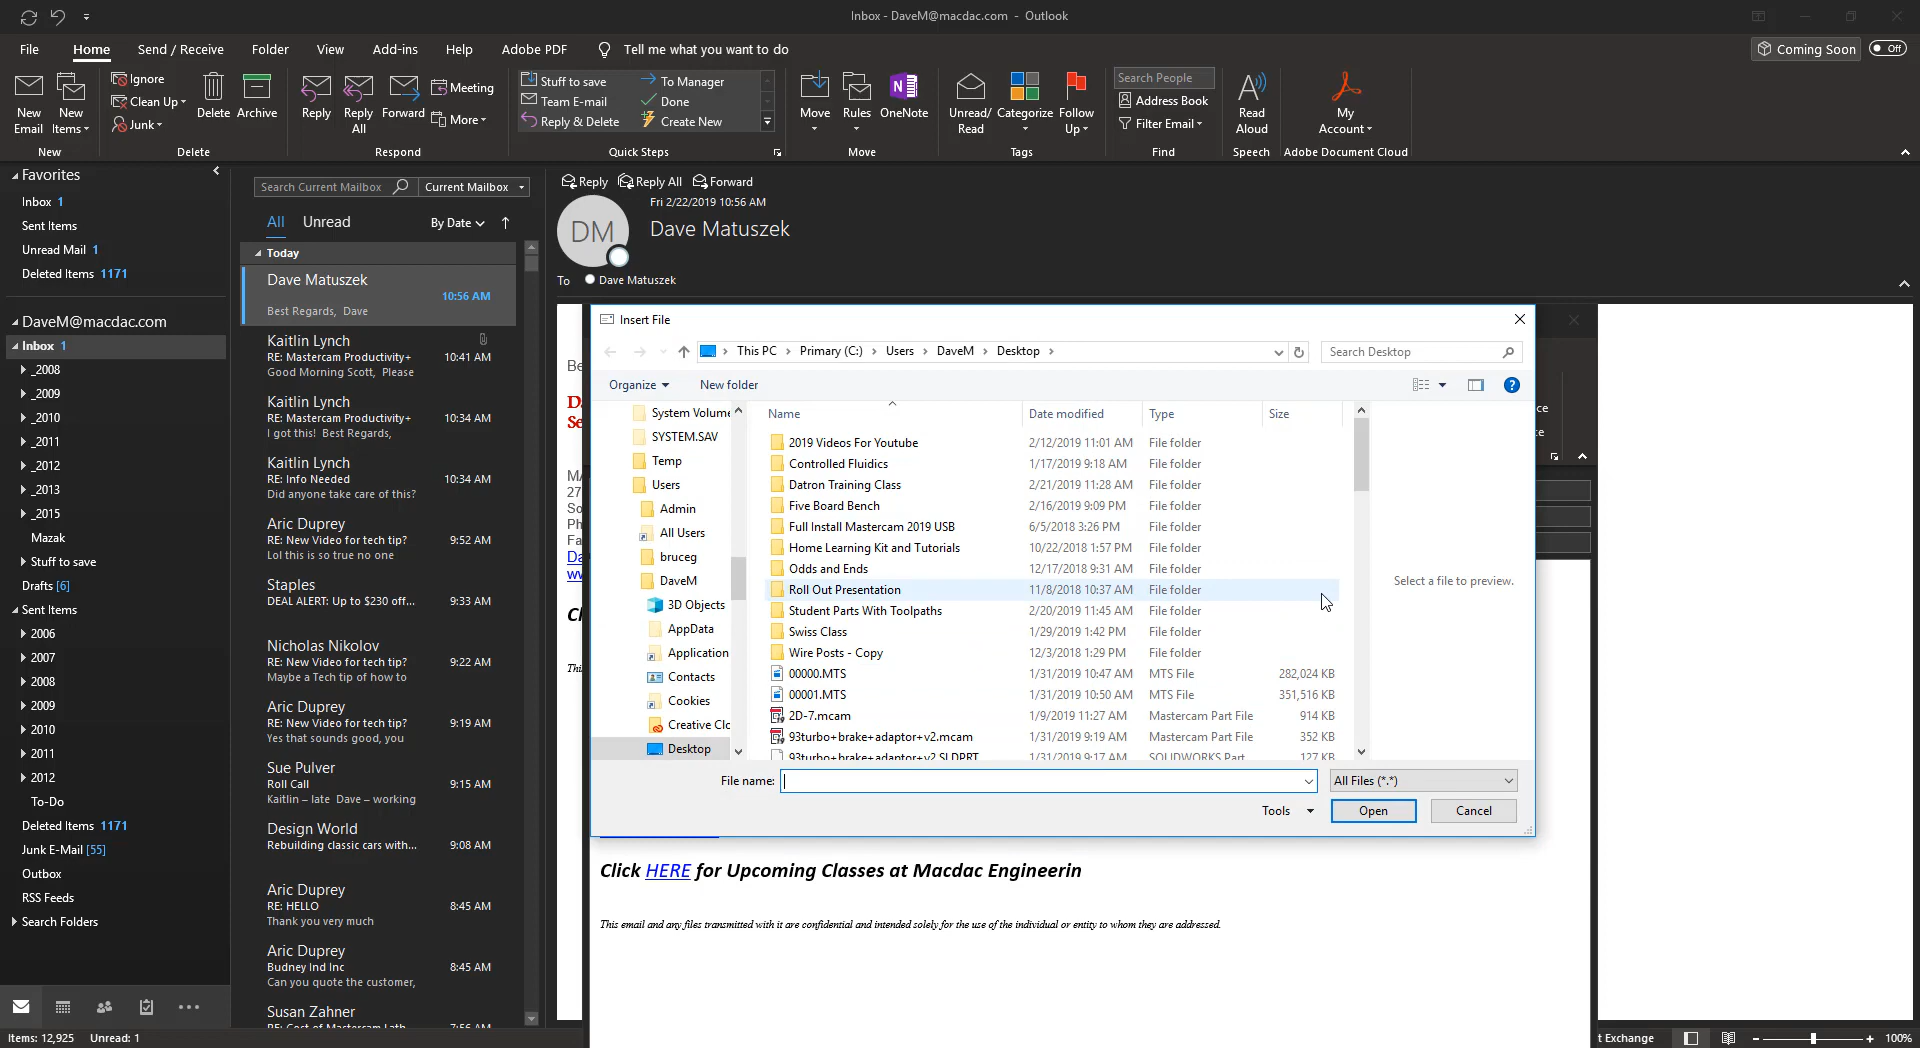 Inbox - DaveM@macdac.com - Outlook
File Home Send / Receive Folder View Add-ins Help Adobe PDF Tell me what you want to do
Coming Soon Off
New Email
New Items
New
Ignore
Clean Up
Junk
Delete
Archive
Delete
Reply
Reply All
Forward
Meeting
More
Respond
Stuff to save
Team E-mail
Reply & Delete
To Manager
Done
Create New
Quick Steps
Move
Rules
OneNote
Move
Unread/ Read
Categorize
Follow Up
Tags
Search People
Address Book
Filter Email
Find
Read Aloud
Speech
My Account
Adobe Document Cloud
Favorites
Inbox 1
Sent Items
Unread Mail 1
Deleted Items 1171
DaveM@macdac.com
Inbox 1
_2008
_2009
_2010
_2011
_2012
_2013
_2015
Mazak
Stuff to save
Drafts [6]
Sent Items
2006
2007
2008
2009
2010
2011
2012
To-Do
Deleted Items 1171
Junk E-Mail [55]
Outbox
RSS Feeds
Search Folders
Items: 12,925 Unread: 1
Search Current Mailbox Current Mailbox
All Unread By Date
Today
Dave Matuszek
10:56 AM
Best Regards, Dave
Kaitlin Lynch
RE: Mastercam Productivity+ 10:41 AM
Good Morning Scott, Please
Kaitlin Lynch
RE: Mastercam Productivity+ 10:34 AM
I got this! Best Regards,
Kaitlin Lynch
RE: Info Needed 10:34 AM
Did anyone take care of this?
Aric Duprey
RE: New Video for tech tip? 9:52 AM
Lol this is so true no one
Staples
DEAL ALERT: Up to $230 off... 9:33 AM
Nicholas Nikolov
RE: New Video for tech tip? 9:22 AM
Maybe a Tech tip of how to
Aric Duprey
RE: New Video for tech tip? 9:19 AM
Yes that sounds good, you
Sue Pulver
Roll Call 9:15 AM
Kaitlin – late Dave – working
Design World
Rebuilding classic cars with... 9:08 AM
Aric Duprey
RE: HELLO 8:45 AM
Thank you very much
Aric Duprey
Budney Ind Inc 8:45 AM
Can you quote the customer,
Susan Zahner
RE: Cost of Mastercam Lath 7:56 AM
Reply Reply All Forward
Fri 2/22/2019 10:56 AM
DM Dave Matuszek
To Dave Matuszek
Insert File
This PC Primary (C:) Users DaveM Desktop
Search Desktop
Organize New folder
System Volume
SYSTEM.SAV
Temp
Users
Admin
All Users
bruceg
DaveM
3D Objects
AppData
Application
Contacts
Cookies
Creative Clo
Desktop
Name Date modified Type Size
2019 Videos For Youtube 2/12/2019 11:01 AM File folder
Controlled Fluidics 1/17/2019 9:18 AM File folder
Datron Training Class 2/21/2019 11:28 AM File folder
Five Board Bench 2/16/2019 9:09 PM File folder
Full Install Mastercam 2019 USB 6/5/2018 3:26 PM File folder
Home Learning Kit and Tutorials 10/22/2018 1:57 PM File folder
Odds and Ends 12/17/2018 9:31 AM File folder
Roll Out Presentation 11/8/2018 10:37 AM File folder
Student Parts With Toolpaths 2/20/2019 11:45 AM File folder
Swiss Class 1/29/2019 1:42 PM File folder
Wire Posts - Copy 12/3/2018 1:29 PM File folder
00000.MTS 1/31/2019 10:47 AM MTS File 282,024 KB
00001.MTS 1/31/2019 10:50 AM MTS File 351,516 KB
2D-7.mcam 1/9/2019 11:27 AM Mastercam Part File 914 KB
93turbo+brake+adaptor+v2.mcam 1/31/2019 9:19 AM Mastercam Part File 352 KB
93turbo+brake+adaptor+v2.SLDPRT 1/31/2019 9:17 AM SOLIDWORKS Part 127 KB
Select a file to preview.
File name: All Files (*.*)
Tools Open Cancel
Click HERE for Upcoming Classes at Macdac Engineerin
This email and any files transmitted with it are confidential and intended solely for the use of the individual or entity to whom they are addressed.
t Exchange 100%